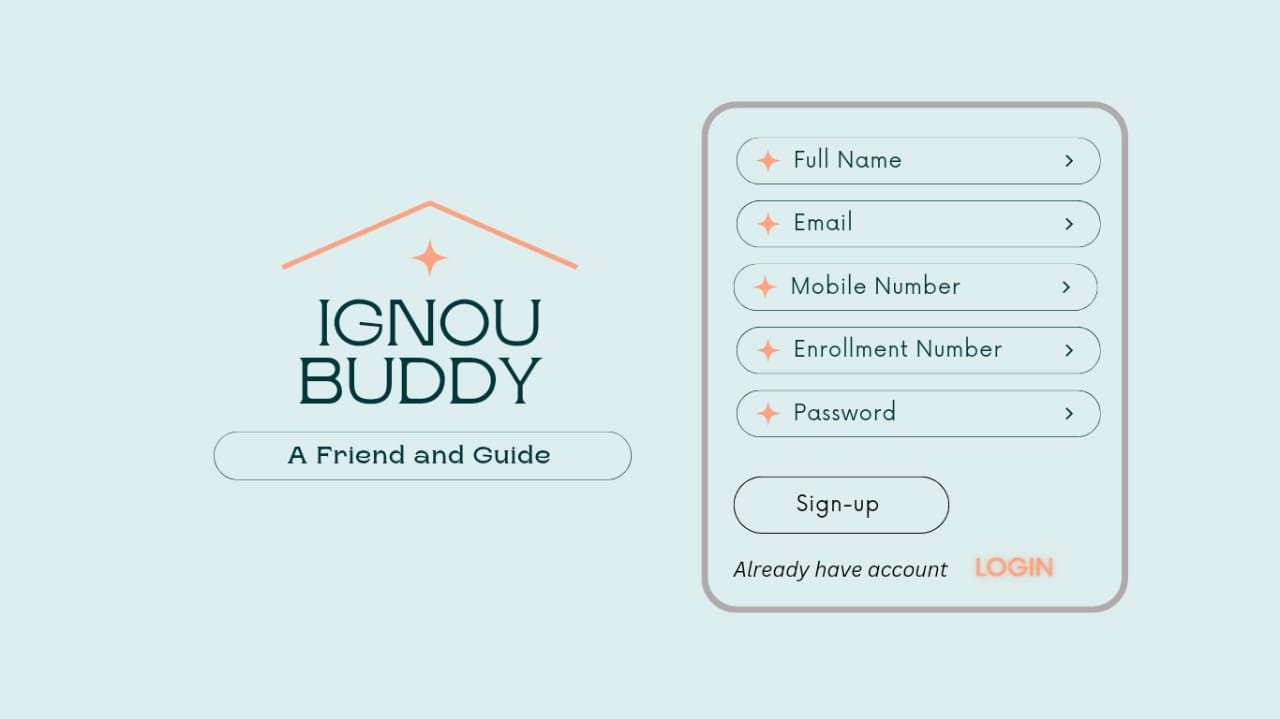 IGNOU
BUDDY
A Friend and Guide
Full Name
Email
Mobile Number
Enrollment Number
Password
Sign-up
Already have account LOGIN